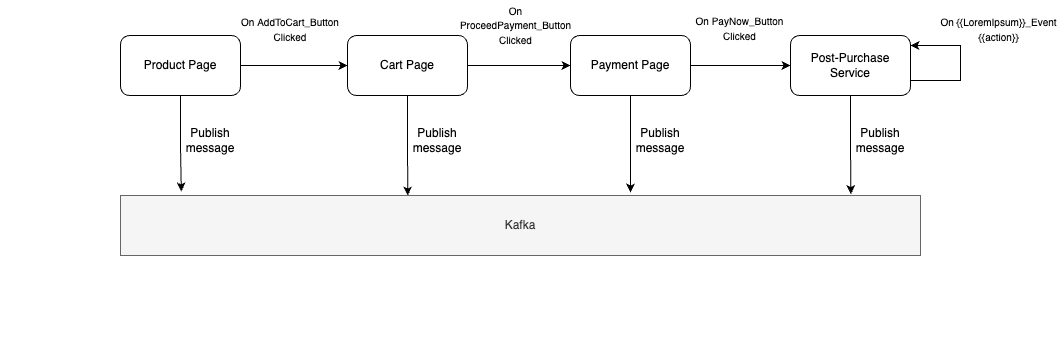 On AddToCart_Button
Clicked
On
ProceedPayment_Button
Clicked
On PayNow_Button
Clicked
On {{LoremIpsum}}_Event
{{action}}
Product Page
Cart Page
Payment Page
Post-Purchase
Service
Publish
message
Publish
message
Publish
message
Publish
message
Kafka